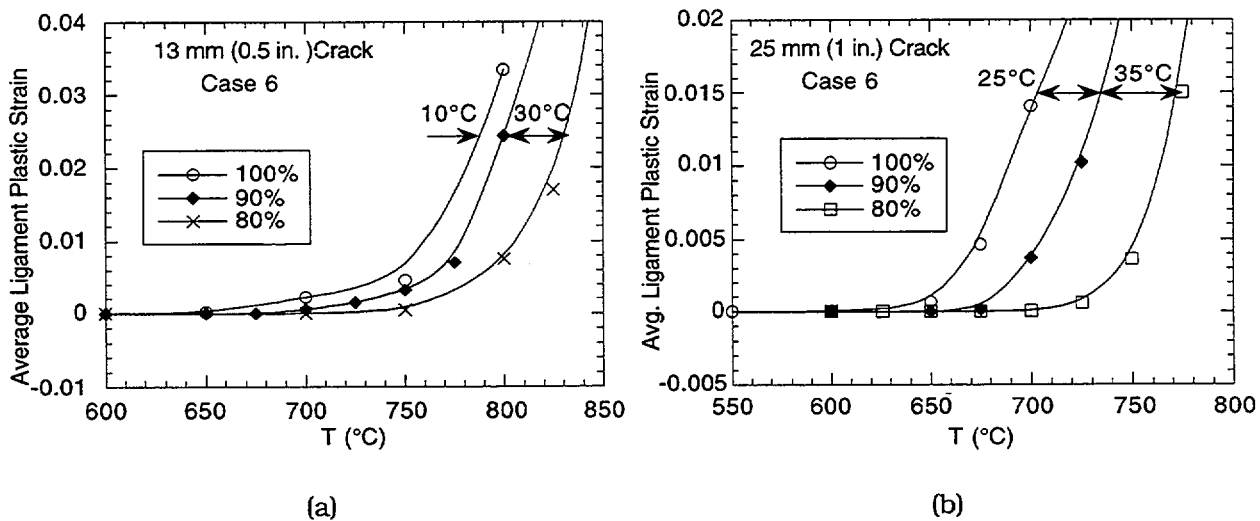 0.04
0.03
0.02
0.01
0
-0.01
Average Ligament Plastic Strain
13 mm (0.5 in. )Crack
Case 6
10°C
30°C
100%
90%
80%
600
650
700
750
800
850
T (°C)
(a)
0.02
0.015
0.01
0.005
0
-0.005
Avg. Ligament Plastic Strain
25 mm (1 in.) Crack
Case 6
25°C
35°C
100%
90%
80%
550
600
650
700
750
800
T (°C)
(b)